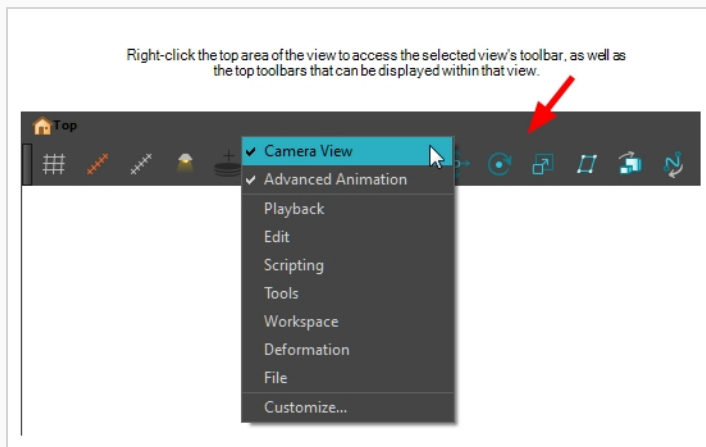 Right-click the top area of the view to access the selected view's toolbar, as well as
the top toolbars that can be displayed within that view.
Top
Camera View
Advanced Animation
Playback
Edit
Scripting
Tools
Workspace
Deformation
File
Customize...